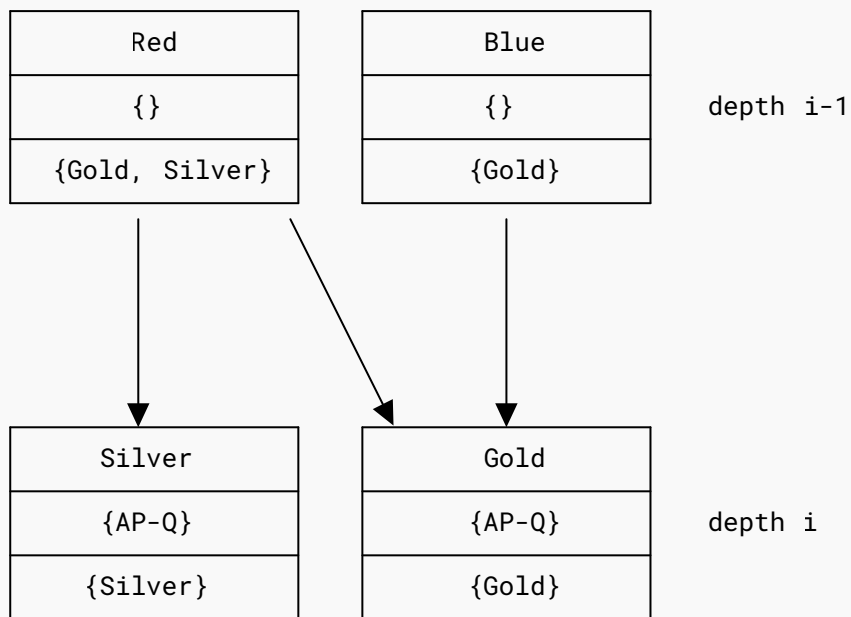 Red
Blue
{}
{}
depth i-1
{Gold, Silver}
{Gold}
Silver
Gold
{AP-Q}
{AP-Q}
depth i
{Silver}
{Gold}